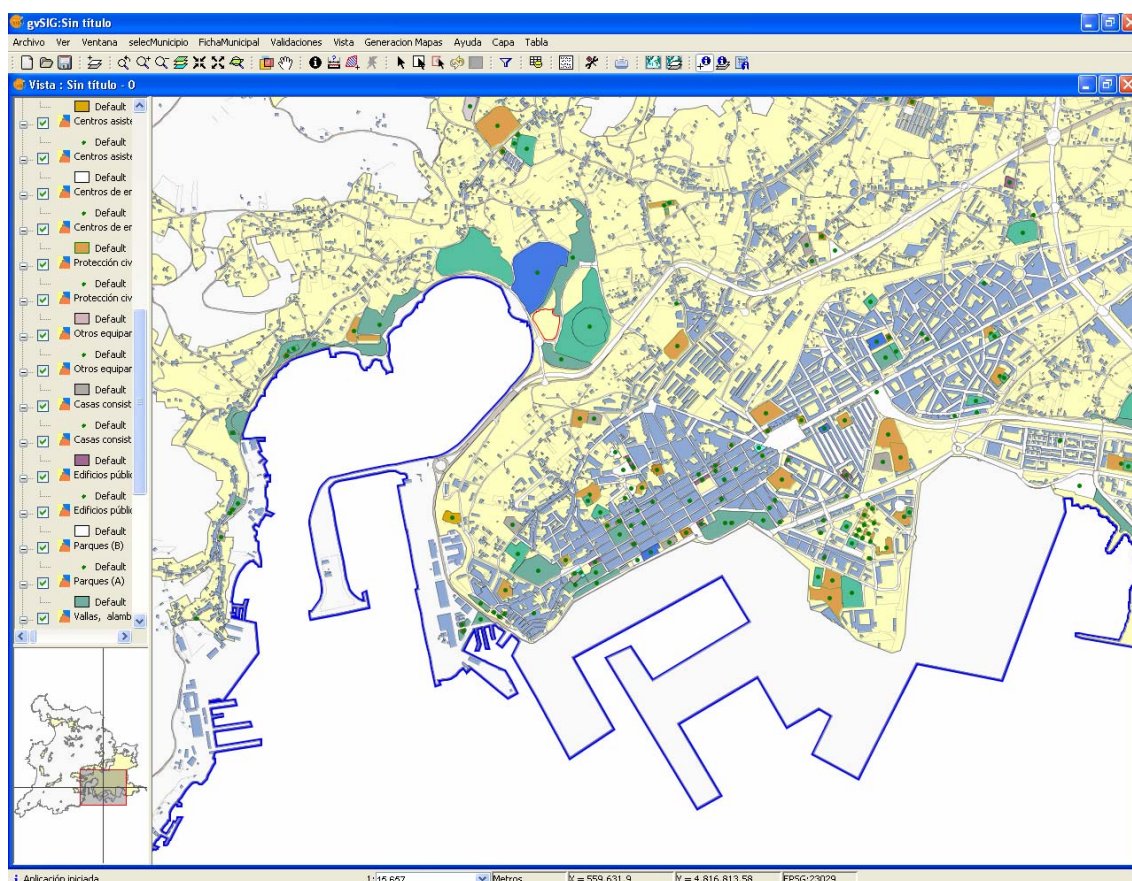 gvSIG:Sin título
Archivo Ver Ventana selecMunicipio FichaMunicipal Validaciones Vista Generacion Mapas Ayuda Capa Tabla
Vista : Sin título - 0
Default
Centros asiste
Default
Centros asiste
Default
Centros de er
Default
Centros de er
Default
Protección civ
Default
Protección civ
Default
Otros equipar
Default
Otros equipar
Default
Casas consist
Default
Casas consist
Default
Edificios públic
Default
Edificios públic
Default
Parques (B)
Default
Parques (A)
Default
Vallas, alamb
Aplicación iniciada
1: 15.657 Metros X = 559.631,9 Y = 4.816.813,58 EPSG:23029